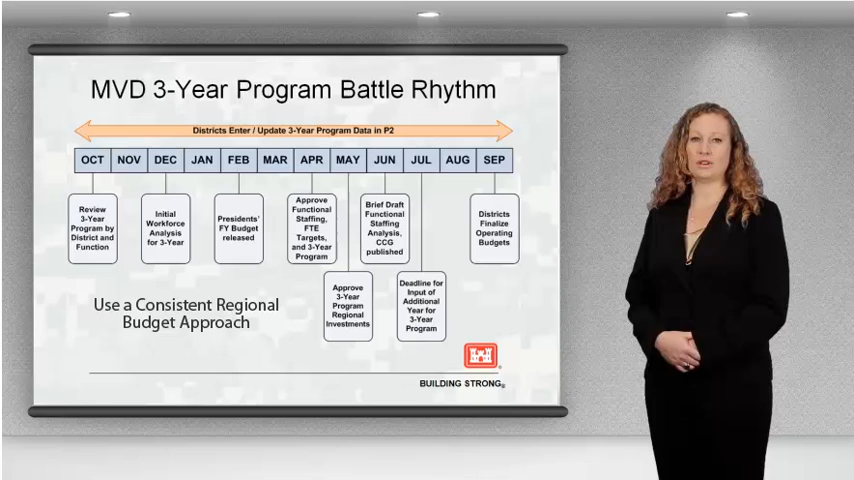 MVD 3-Year Program Battle Rhythm
Districts Enter / Update 3-Year Program Data in P2
OCT NOV DEC JAN FEB MAR APR MAY JUN JUL AUG SEP
Review
3-Year
Program by
District and
Function
Initial
Workforce
Analysis
for 3-Year
Presidents'
FY Budget
released
Approve
Functional
Staffing,
FTE
Targets,
and 3-Year
Program
Brief Draft
Functional
Staffing
Analysis,
CCG
published
Districts
Finalize
Operating
Budgets
Approve
3-Year
Program
Regional
Investments
Deadline for
Input of
Additional
Year for
3-Year
Program
Use a Consistent Regional
Budget Approach
BUILDING STRONG®